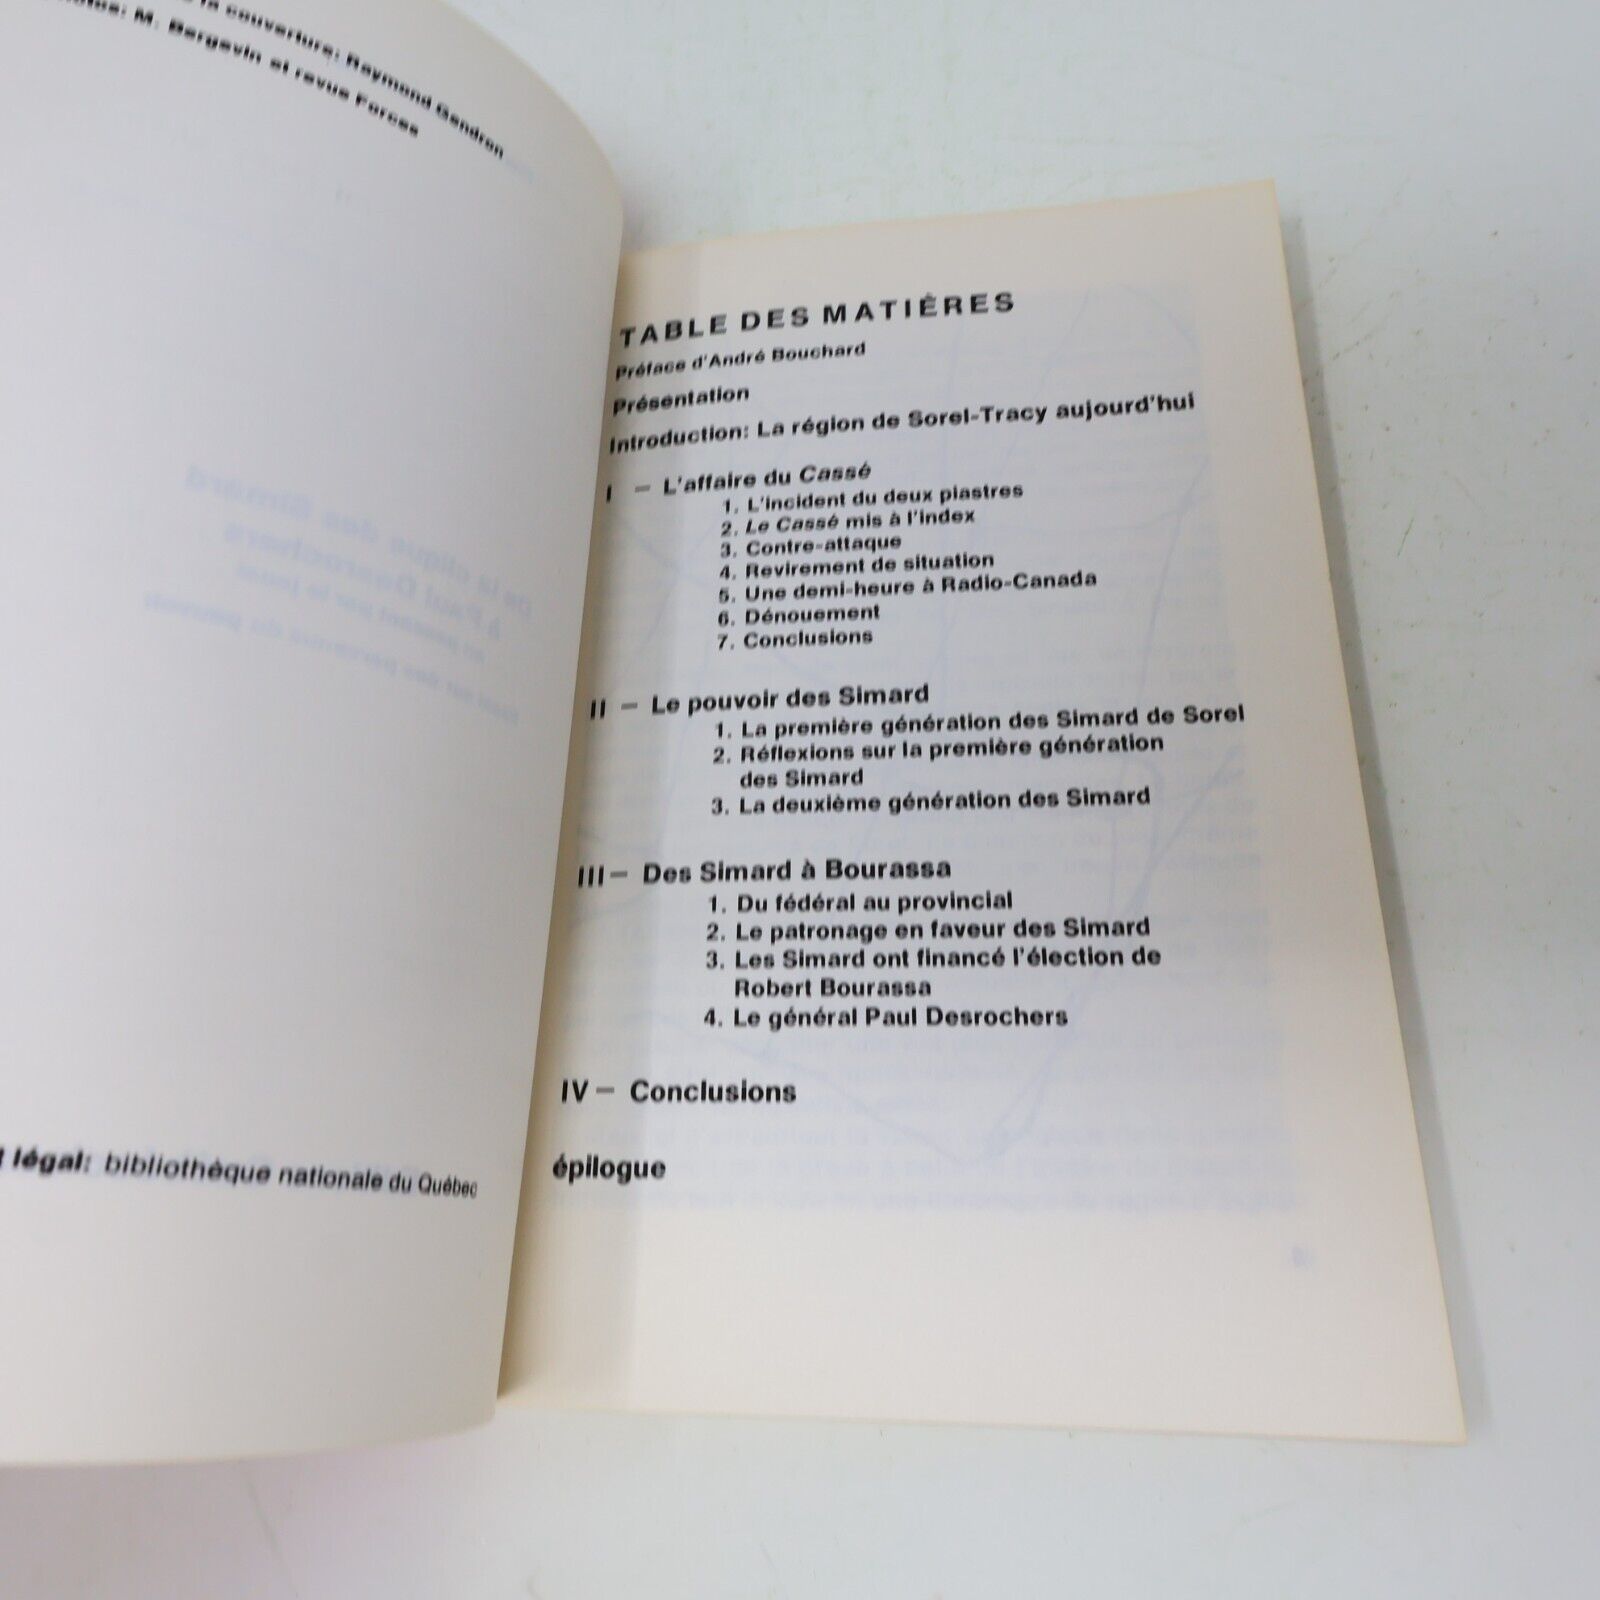 la couverture: Raymond Gendron
M. Bergevin et revue Forces
légal: bibliothèque nationale du Québec
TABLE DES MATIÈRES
Préface d'André Bouchard
Présentation
Introduction: La région de Sorel-Tracy aujourd'hui
I — L'affaire du Cassé
1. L'incident du deux piastres
2. Le Cassé mis à l'index
3. Contre-attaque
4. Revirement de situation
5. Une demi-heure à Radio-Canada
6. Dénouement
7. Conclusions
II — Le pouvoir des Simard
1. La première génération des Simard de Sorel
2. Réflexions sur la première génération
des Simard
3. La deuxième génération des Simard
III — Des Simard à Bourassa
1. Du fédéral au provincial
2. Le patronage en faveur des Simard
3. Les Simard ont financé l'élection de
Robert Bourassa
4. Le général Paul Desrochers
IV — Conclusions
épilogue